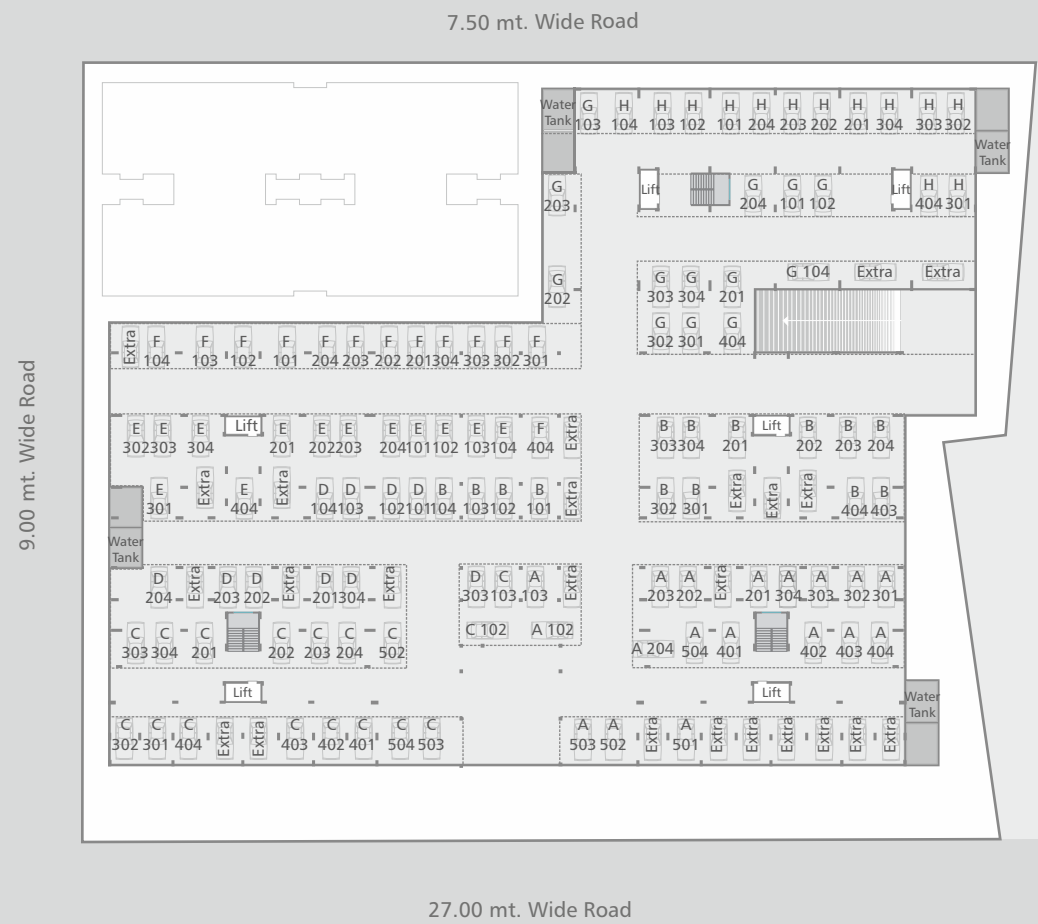 7.50 mt. Wide Road
9.00 mt. Wide Road
Water
Tank
G H H H H H H H H H H H
103 104 103 102 101 204 203 202 201 304 303 302
Water
Tank
G
203
Lift
G G G
204 101 102
Lift
H H
404 301
G
202
G G G
303 304 201
G 104 Extra Extra
G G G
302 301 404
Extra
F F F F F F F F F F F F
104 103 102 101 204 203 202 201 304 303 302 301
E E E Lift E E E E E E E E F Extra
302 303 304 201 202 203 204 101 102 103 104 404
B B B Lift B B B
303 304 201 202 203 204
E Extra E Extra D D D D B B B B Extra
301 404 104 103 102 101 104 103 102 101
B B Extra Extra Extra B B
302 301 404 403
Water
Tank
D Extra D D Extra D D
204 203 202 201 304
D C A Extra
303 103 103
A A Extra A A A A A
203 202 201 304 303 302 301
C C C C C C C
303 304 201 202 203 204 502
C 102 A 102
A 204
A A A A A
504 401 402 403 404
Lift
Lift
Water
Tank
C C C Extra Extra C C C C C
302 301 404 403 402 401 504 503
A A Extra A Extra Extra Extra Extra Extra Extra
503 502 501
27.00 mt. Wide Road